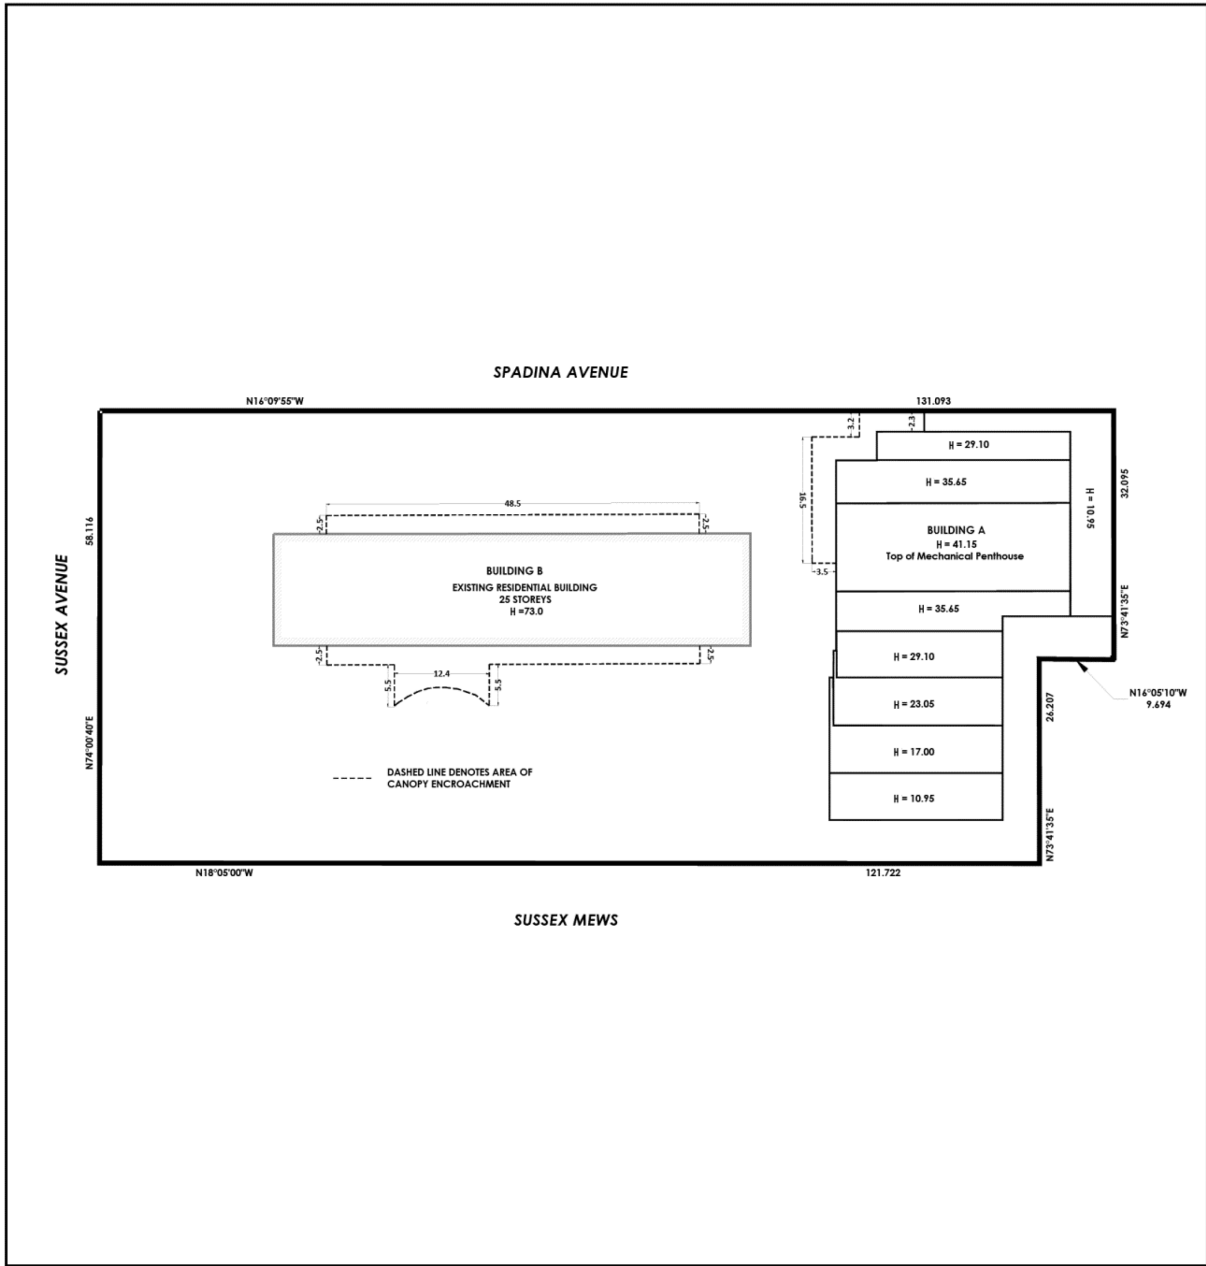 SPADINA AVENUE
N16°09'55"W
131.093
3.2
2.3
H = 29.10
H = 35.65
16.5
H = 10.95
32.095
48.5
2.5
2.5
58.116
BUILDING A
H = 41.15
Top of Mechanical Penthouse
3.5
BUILDING B
EXISTING RESIDENTIAL BUILDING
25 STOREYS
H =73.0
SUSSEX AVENUE
H = 35.65
N73°41'35"E
2.5
2.5
12.4
5.5
5.5
H = 29.10
N16°05'10"W
9.694
26.207
H = 23.05
N74°00'40"E
H = 17.00
DASHED LINE DENOTES AREA OF
CANOPY ENCROACHMENT
H = 10.95
N73°41'35"E
N18°05'00"W
121.722
SUSSEX MEWS